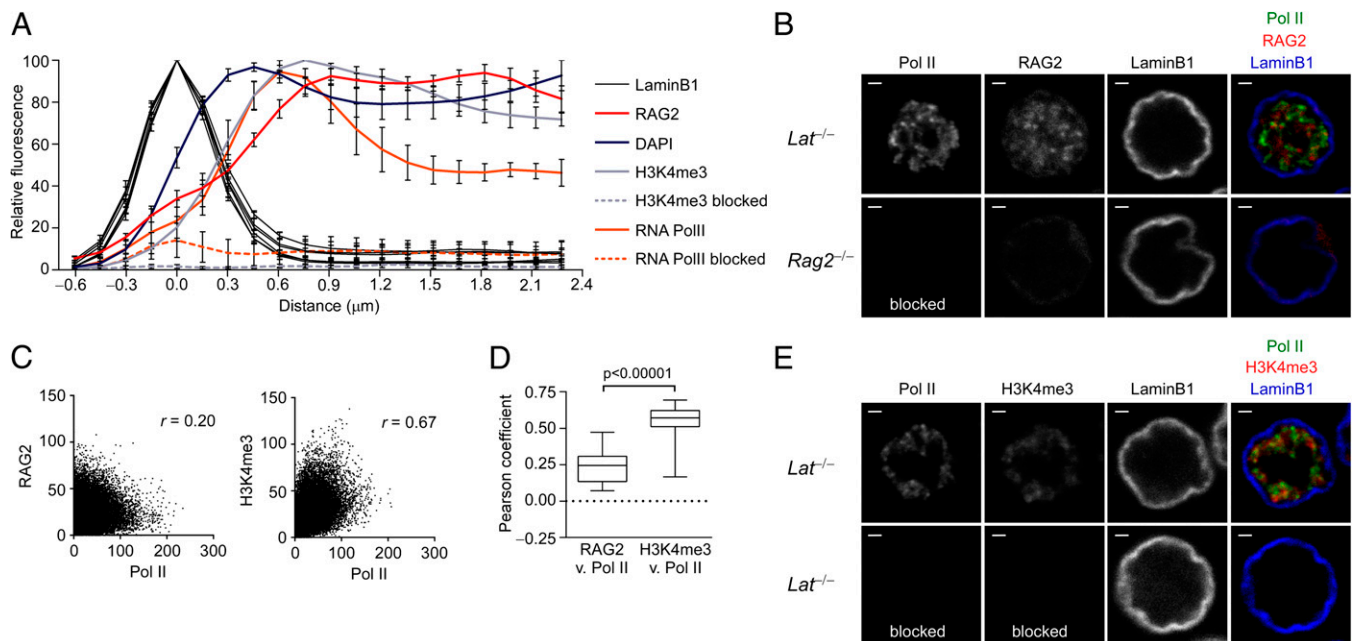 A
Relative fluorescence
100
80
60
40
20
0
−0.6 −0.3 0.0 0.3 0.6 0.9 1.2 1.5 1.8 2.1 2.4
Distance (μm)
LaminB1
RAG2
DAPI
H3K4me3
H3K4me3 blocked
RNA PolII
RNA PolII blocked
B
Pol II
RAG2
Pol II RAG2 LaminB1 LaminB1
Lat−/−
Rag2−/−
blocked
C
RAG2
150
100
50
0
r = 0.20
0 100 200 300
Pol II
H3K4me3
150
100
50
0
r = 0.67
0 100 200 300
Pol II
D
p<0.00001
Pearson coefficient
0.75
0.50
0.25
0.00
−0.25
RAG2 H3K4me3
v. Pol II v. Pol II
E
Pol II
H3K4me3
Pol II H3K4me3 LaminB1 LaminB1
Lat−/−
Lat−/−
blocked blocked